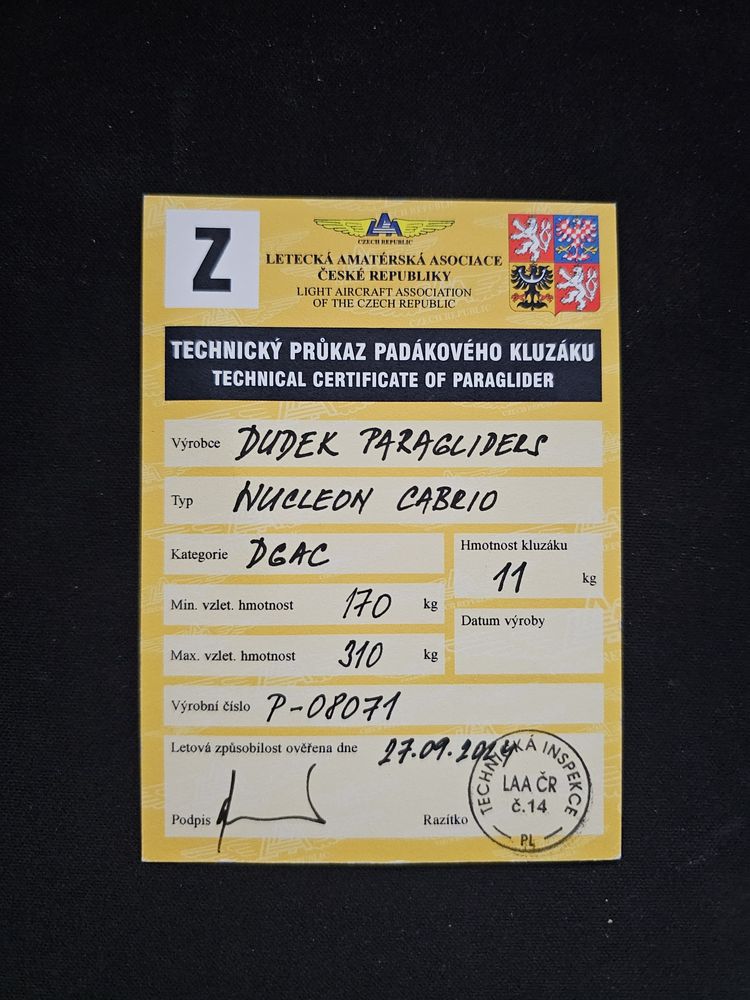 Z
CZECH REPUBLIC
LETECKÁ AMATÉRSKÁ ASOCIACE
ČESKÉ REPUBLIKY
LIGHT AIRCRAFT ASSOCIATION
OF THE CZECH REPUBLIC
TECHNICKÝ PRŮKAZ PADÁKOVÉHO KLUZÁKU
TECHNICAL CERTIFICATE OF PARAGLIDER
Výrobce DUDEK PARAGLIDERS
Typ NUCLEON CABRIO
Kategorie DGAC
Hmotnost kluzáku
11 kg
Min. vzlet. hmotnost 170 kg
Datum výroby
Max. vzlet. hmotnost 310 kg
Výrobní číslo P-08071
Letová způsobilost ověřena dne 27.09.2024
Podpis
Razítko
TECHNICKÁ INSPEKCE
LAA ČR
č.14
PL